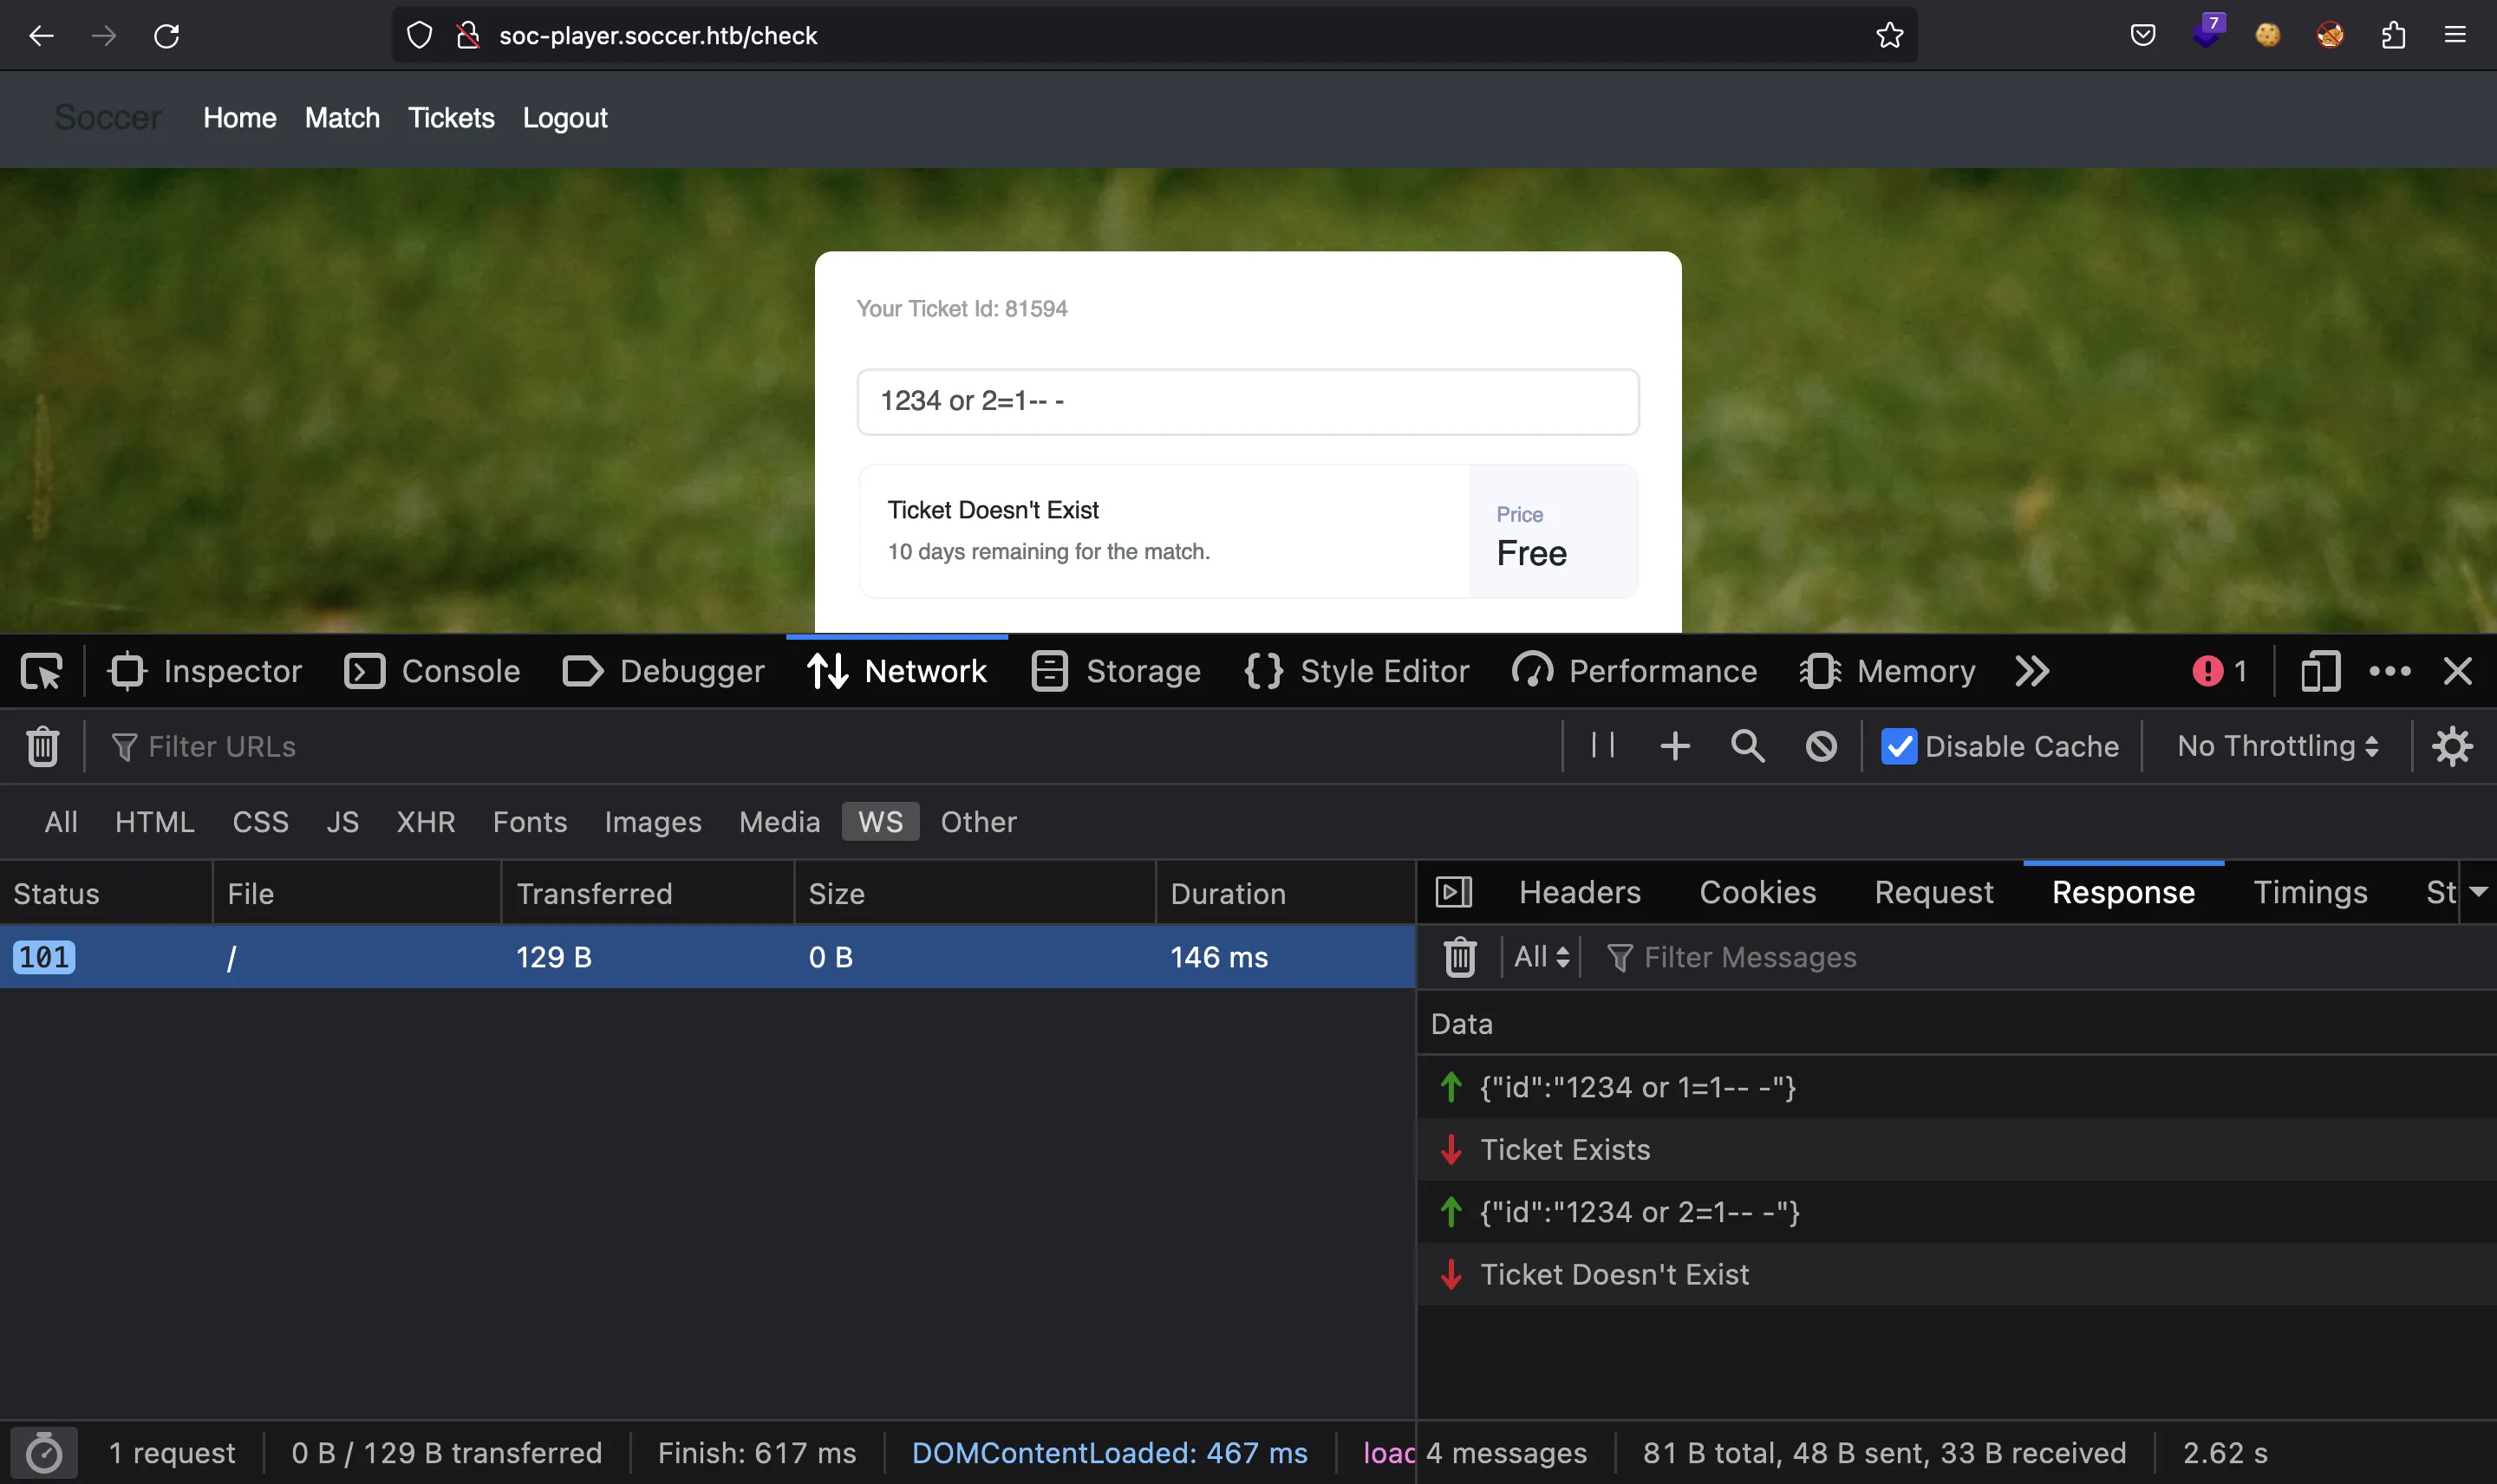 soc-player.soccer.htb/check
7
Soccer Home Match Tickets Logout
Your Ticket Id: 81594
1234 or 2=1-- -
Ticket Doesn't Exist
10 days remaining for the match.
Price
Free
Inspector Console Debugger Network Storage Style Editor Performance Memory 1
Filter URLs Disable Cache No Throttling
All HTML CSS JS XHR Fonts Images Media WS Other
Status File Transferred Size Duration
101 / 129 B 0 B 146 ms
Headers Cookies Request Response Timings St
All Filter Messages
Data
{"id":"1234 or 1=1-- -"}
Ticket Exists
{"id":"1234 or 2=1-- -"}
Ticket Doesn't Exist
1 request 0 B / 129 B transferred Finish: 617 ms DOMContentLoaded: 467 ms load
4 messages 81 B total, 48 B sent, 33 B received 2.62 s